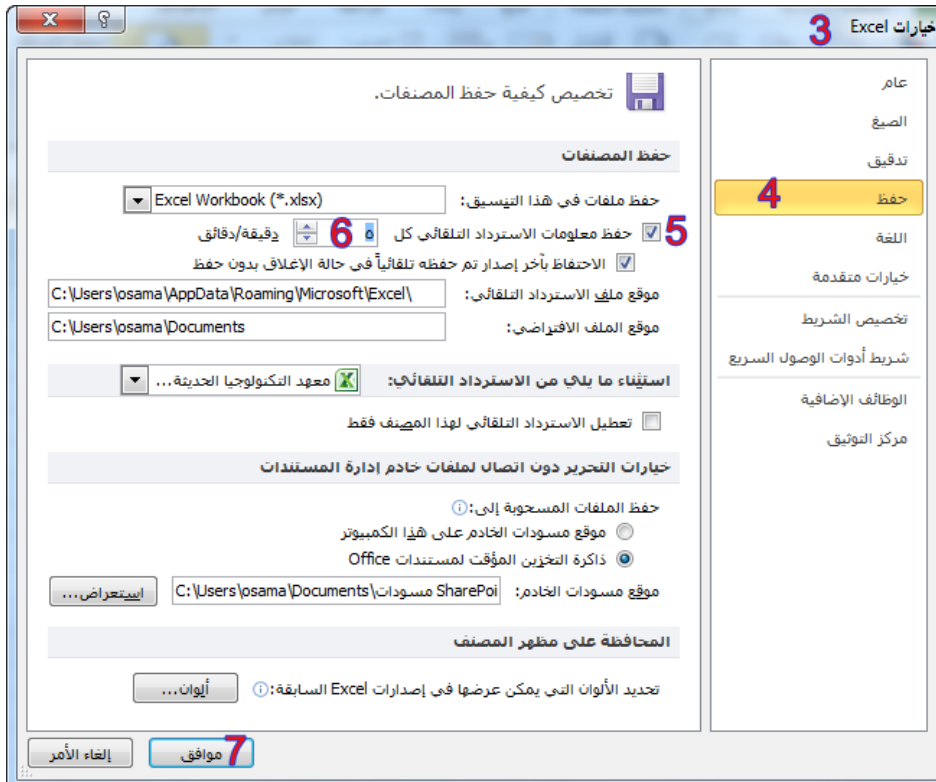 خيارات Excel 3
عام
الصيغ
تدقيق
حفظ 4
اللغة
خيارات متقدمة
تخصيص الشريط
شريط أدوات الوصول السريع
الوظائف الإضافية
مركز التوثيق
تخصيص كيفية حفظ المصنفات.
حفظ المصنفات
حفظ ملفات في هذا التنسيق: Excel Workbook (*.xlsx)
5 حفظ معلومات الاسترداد التلقائي كل ٥ 6 دقيقة/دقائق
الاحتفاظ بآخر إصدار تم حفظه تلقائياً في حالة الإغلاق بدون حفظ
موقع ملف الاسترداد التلقائي: C:\Users\osama\AppData\Roaming\Microsoft\Excel\
موقع الملف الافتراضي: C:\Users\osama\Documents
استثناء ما يلي من الاسترداد التلقائي: معهد التكنولوجيا الحديثة...
تعطيل الاسترداد التلقائي لهذا المصنف فقط
خيارات التحرير دون اتصال لملفات خادم إدارة المستندات
حفظ الملفات المسحوبة إلى:
موقع مسودات الخادم على هذا الكمبيوتر
ذاكرة التخزين المؤقت لمستندات Office
موقع مسودات الخادم: C:\Users\osama\Documents\مسودات SharePoi استعراض...
المحافظة على مظهر المصنف
تحديد الألوان التي يمكن عرضها في إصدارات Excel السابقة: ألوان...
موافق 7 إلغاء الأمر